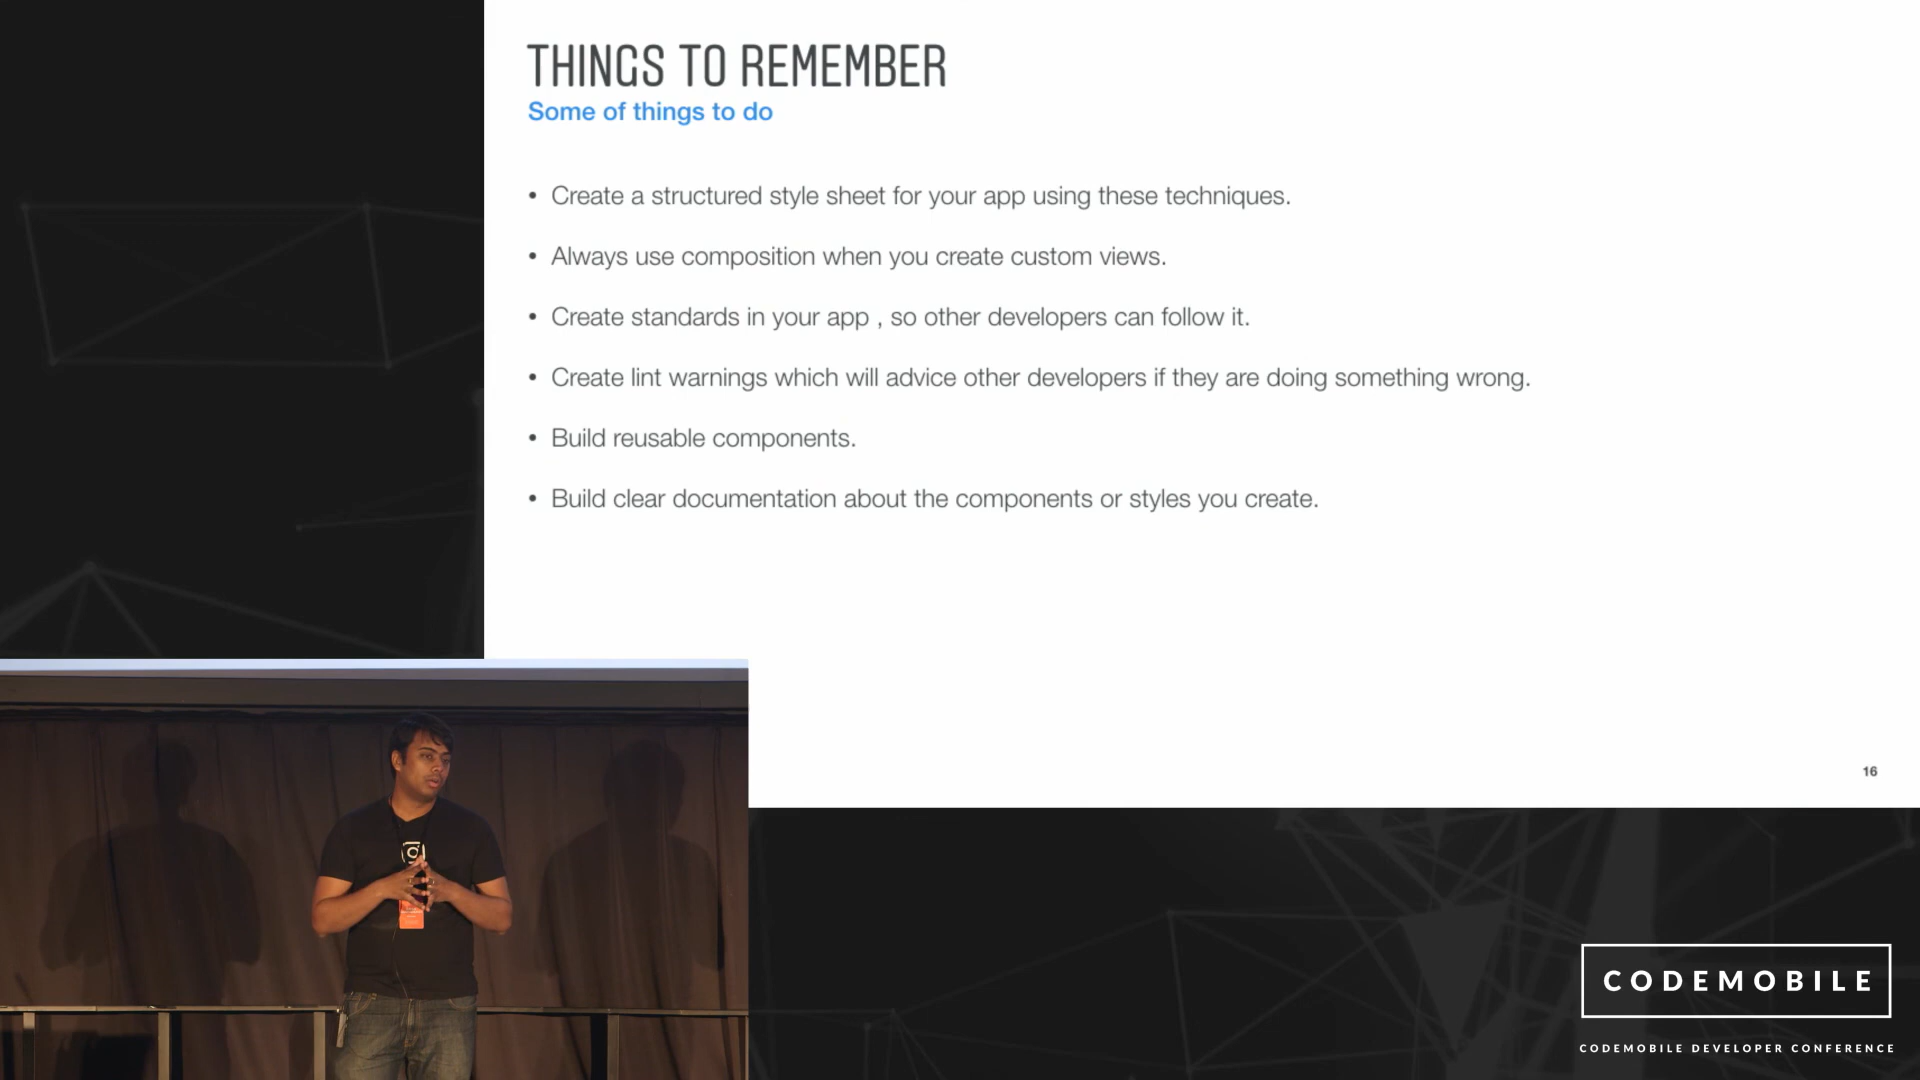 THINGS TO REMEMBER
Some of things to do
• Create a structured style sheet for your app using these techniques.
• Always use composition when you create custom views.
• Create standards in your app , so other developers can follow it.
• Create lint warnings which will advice other developers if they are doing something wrong.
• Build reusable components.
• Build clear documentation about the components or styles you create.
16
CODEMOBILE
CODEMOBILE DEVELOPER CONFERENCE